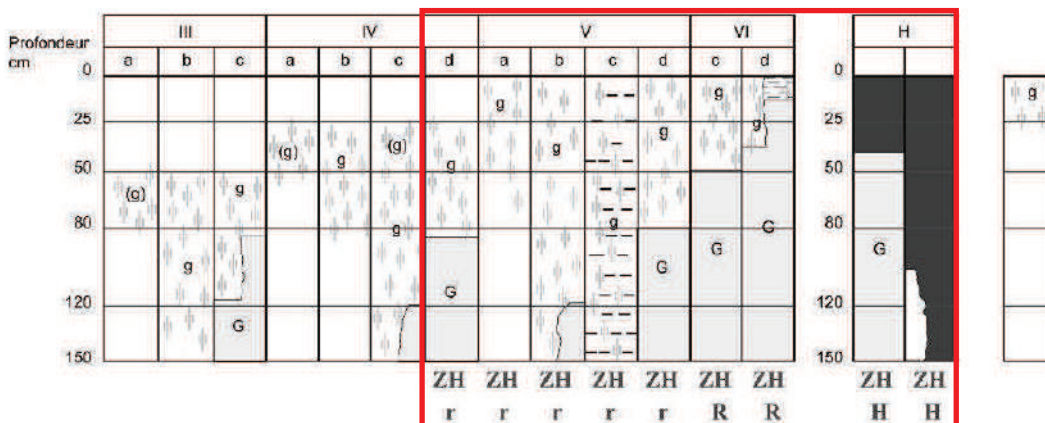 III IV V VI H
Profondeur
cm
a b c a b c d a b c d c d
0 0
g g g
25 g g 25
(g) g (g) g g
50 50
(g) g
g
80 g G 80
g G G G G
120 120
G
150 150
ZH ZH ZH ZH ZH ZH ZH ZH ZH
r r r r r R R H H